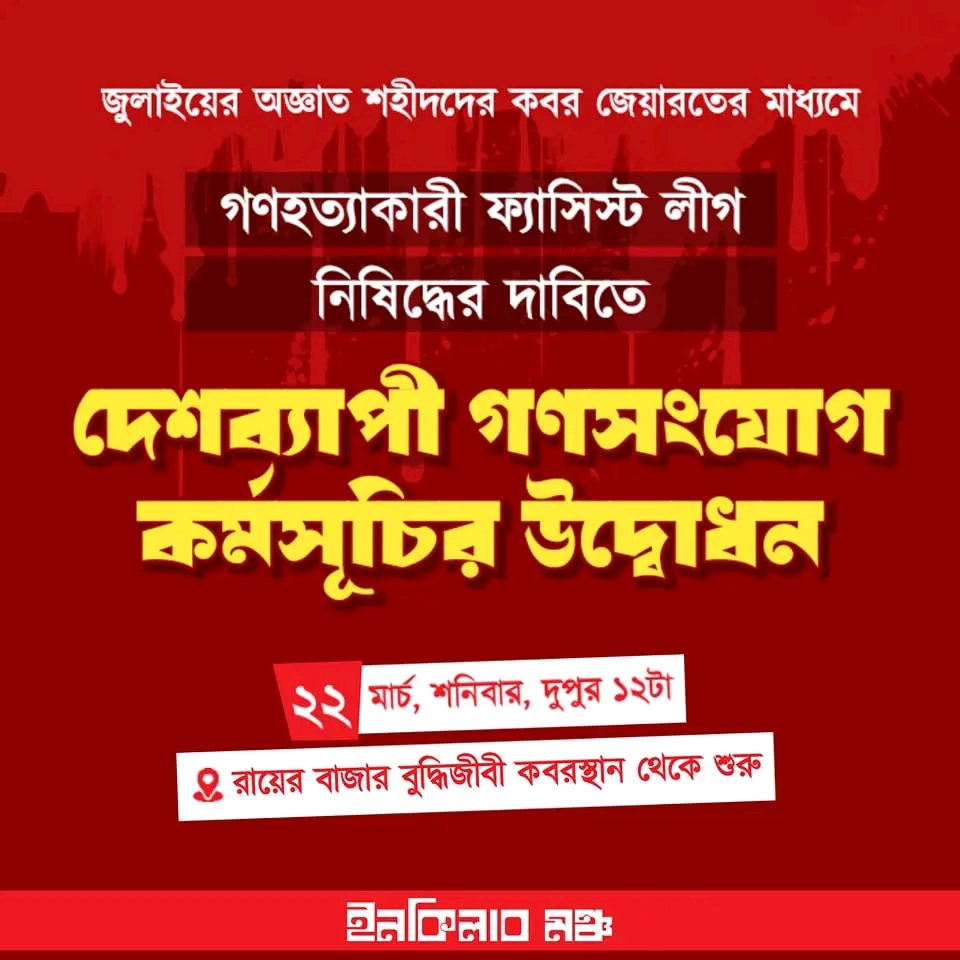 জুলাইয়ের অজ্ঞাত শহীদদের কবর জেয়ারতের মাধ্যমে
গণহত্যাকারী ফ্যাসিস্ট লীগ
নিষিদ্ধের দাবিতে
দেশব্যাপী গণসংযোগ
কর্মসূচির উদ্বোধন
২২ মার্চ, শনিবার, দুপুর ১২টা
রায়ের বাজার বুদ্ধিজীবী কবরস্থান থেকে শুরু
ইনকিলাব মঞ্চ